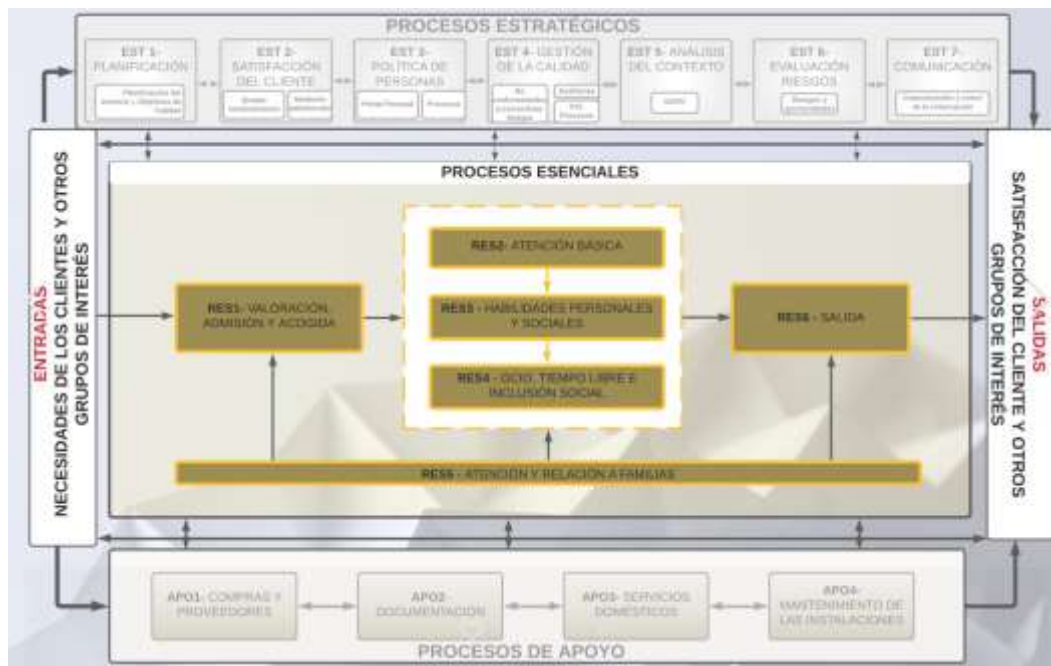 PROCESOS ESTRATÉGICOS
EST 1-
PLANIFICACIÓN
EST 2-
SATISFACCIÓN
DEL CLIENTE
EST 3-
POLÍTICA DE
PERSONAS
EST 4- GESTIÓN
DE LA CALIDAD
EST 5- ANÁLISIS
DEL CONTEXTO
EST 6-
EVALUACIÓN
RIESGOS
EST 7-
COMUNICACIÓN
ENTRADAS
NECESIDADES DE LOS CLIENTES Y OTROS
GRUPOS DE INTERÉS
PROCESOS ESENCIALES
RES1- VALORACIÓN,
ADMISIÓN Y ACOGIDA
RES2- ATENCIÓN BÁSICA
RES3 - HABILIDADES PERSONALES
Y SOCIALES
RES4 - OCIO, TIEMPO LIBRE E
INCLUSIÓN SOCIAL
RES6 - SALIDA
RES5 - ATENCIÓN Y RELACIÓN A FAMILIAS
SALIDAS
SATISFACCIÓN DEL CLIENTE Y OTROS
GRUPOS DE INTERÉS
APO1- COMPRAS Y
PROVEEDORES
APO2-
DOCUMENTACIÓN
APO3- SERVICIOS
DOMÉSTICOS
APO4-
MANTENIMIENTO DE
LAS INSTALACIONES
PROCESOS DE APOYO